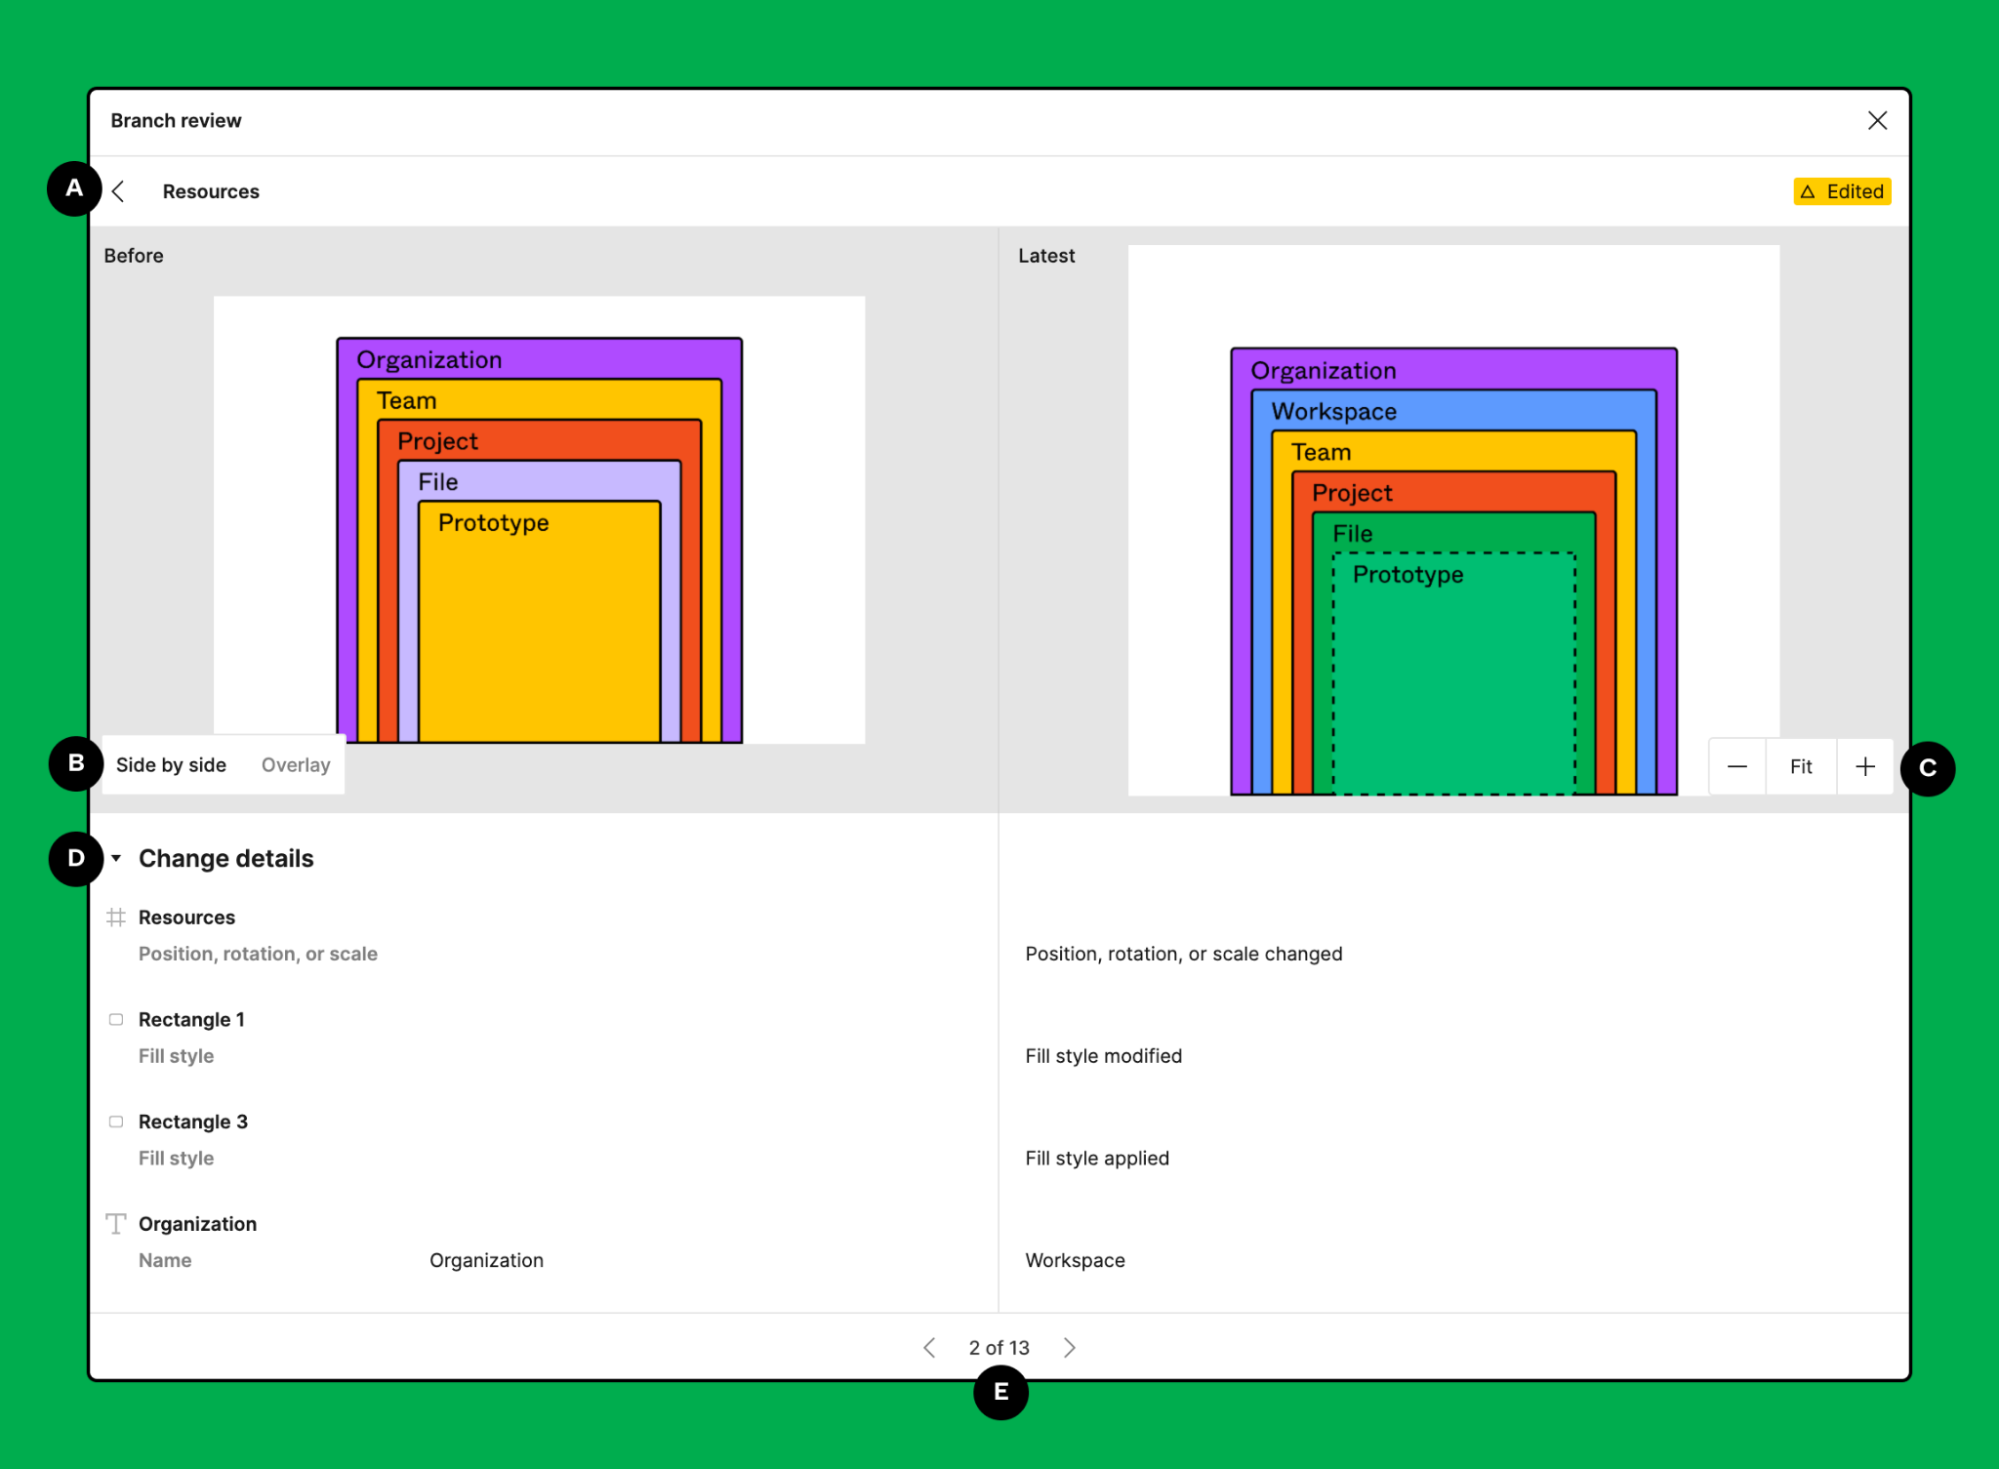 Branch review
A
Resources
Edited
Before
Latest
Organization
Team
Project
File
Prototype
Organization
Workspace
Team
Project
File
Prototype
B
Side by side
Overlay
Fit
C
D
Change details
Resources
Position, rotation, or scale
Position, rotation, or scale changed
Rectangle 1
Fill style
Fill style modified
Rectangle 3
Fill style
Fill style applied
Organization
Name
Organization
Workspace
2 of 13
E